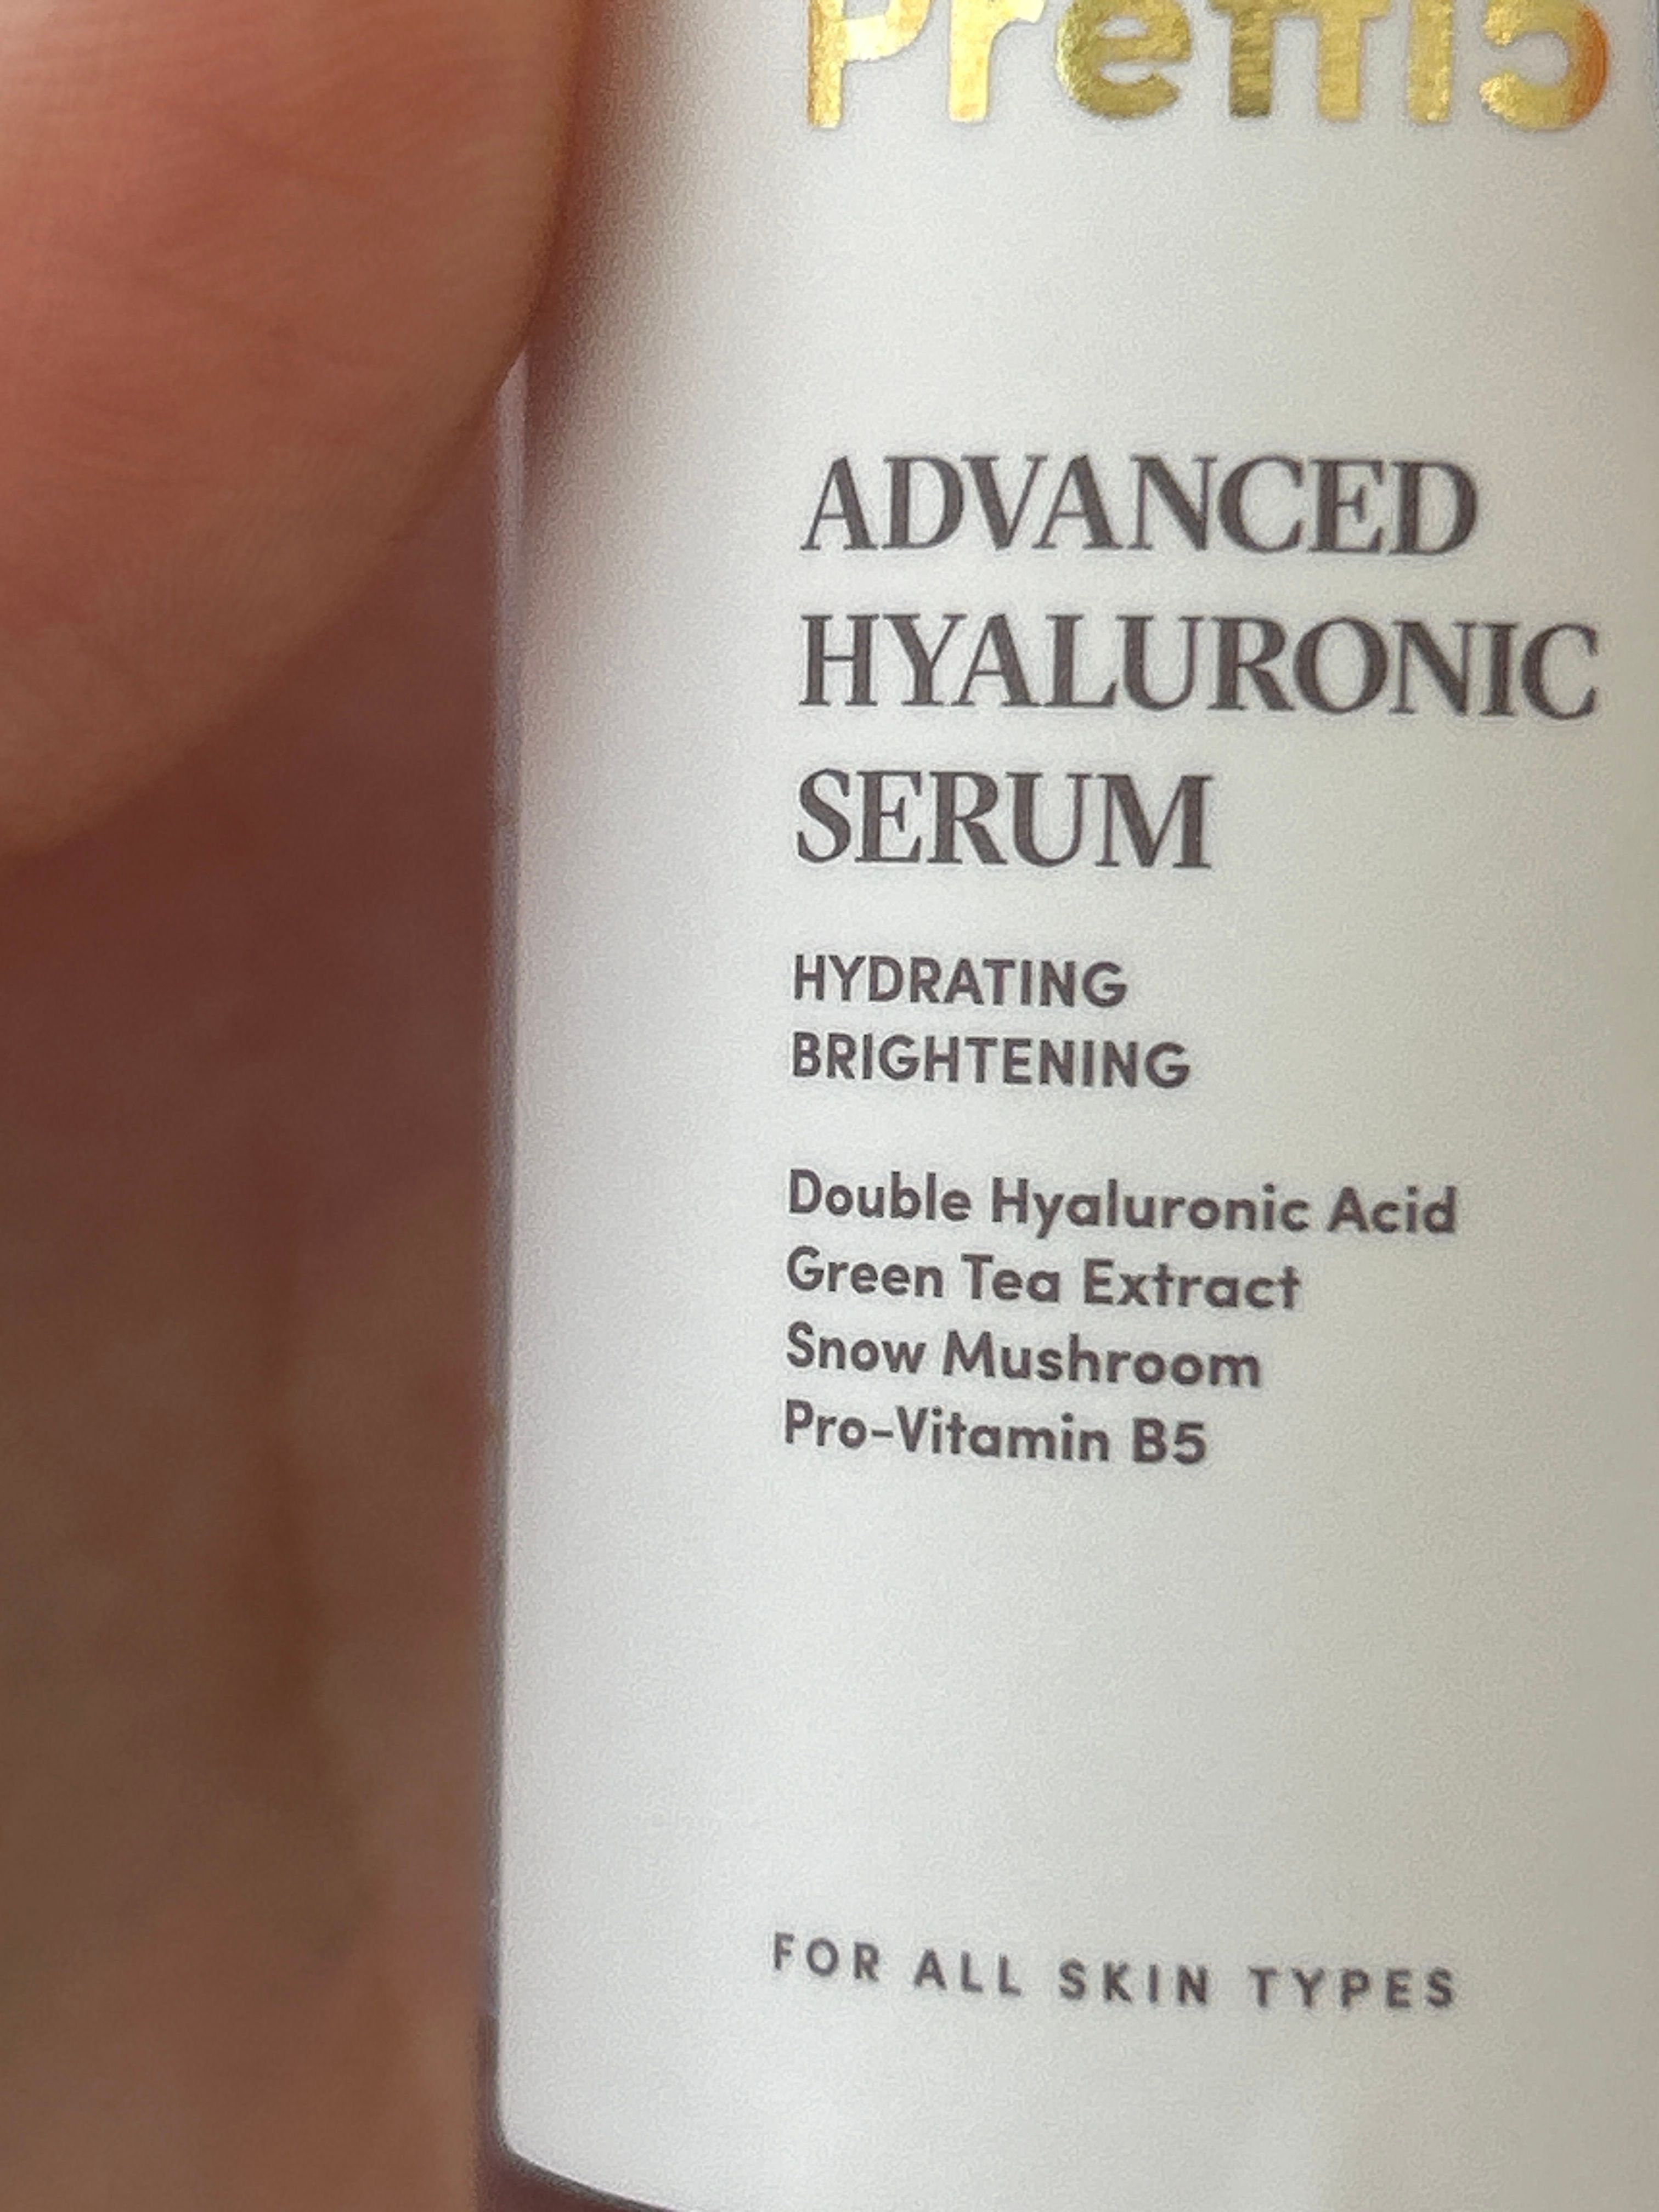 Pretti5
ADVANCED
HYALURONIC
SERUM
HYDRATING
BRIGHTENING
Double Hyaluronic Acid
Green Tea Extract
Snow Mushroom
Pro-Vitamin B5
FOR ALL SKIN TYPES